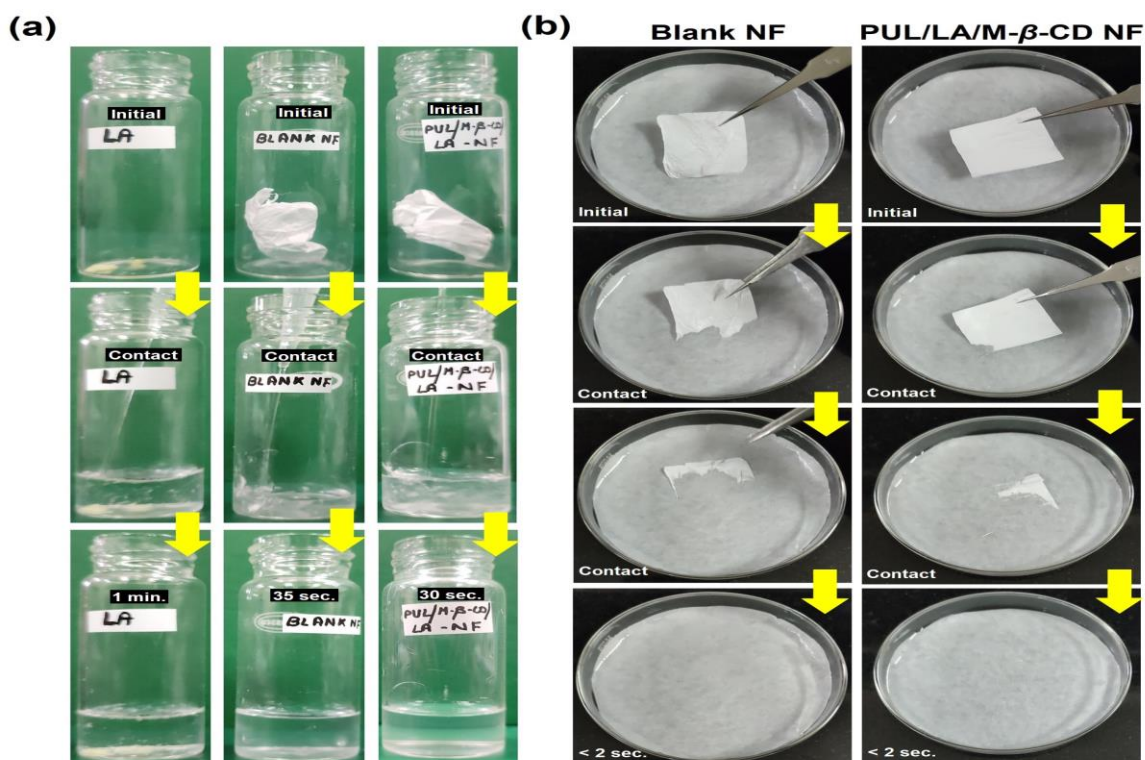 (a)
Initial
LA
Initial
BLANK NF
Initial
PUL/M-β-CD/
LA-NF
Contact
LA
Contact
BLANK NF
Contact
PUL/M-β-CD/
LA-NF
1 min.
LA
35 sec.
BLANK NF
30 sec.
PUL/M-β-CD/
LA-NF
(b)
Blank NF
PUL/LA/M-β-CD NF
Initial
Initial
Contact
Contact
Contact
Contact
< 2 sec.
< 2 sec.